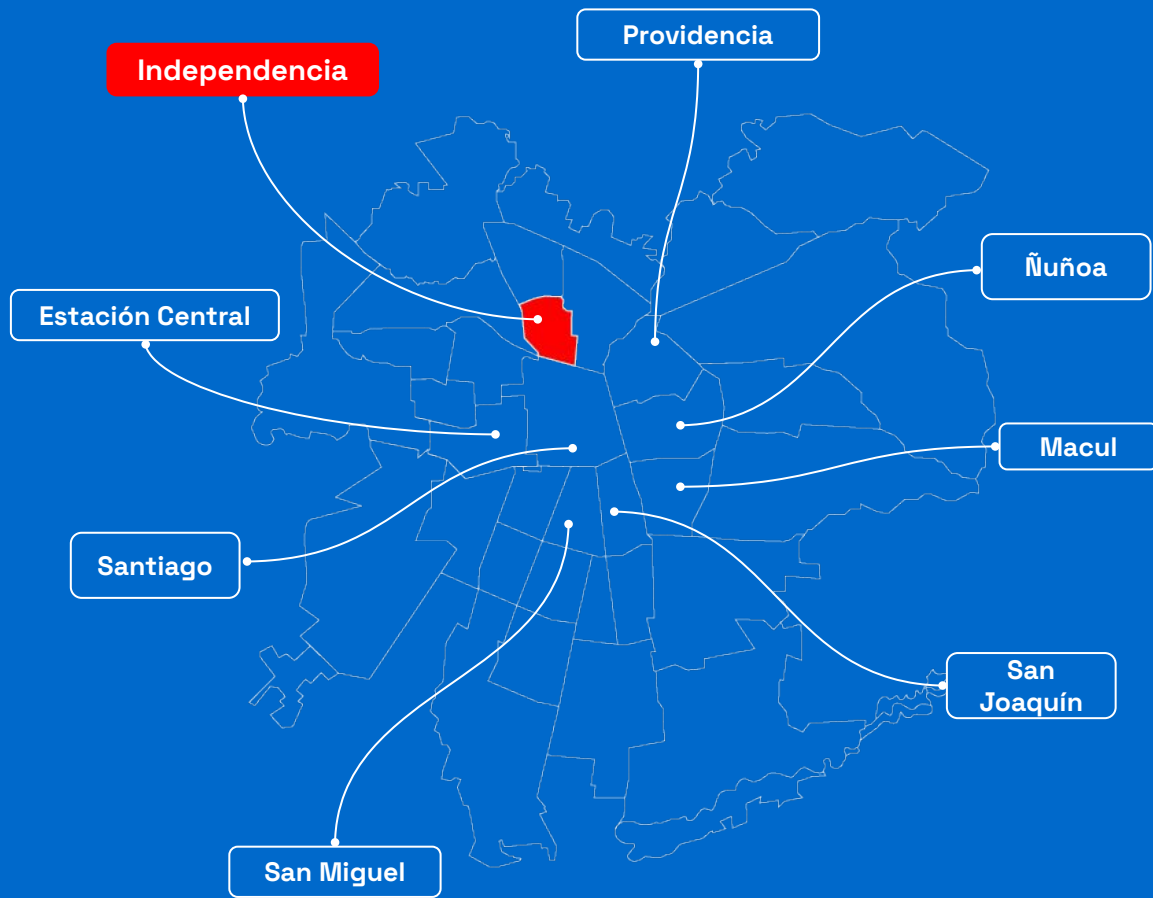 Providencia
Independencia
Ñuñoa
Estación Central
Macul
Santiago
San
Joaquín
San Miguel